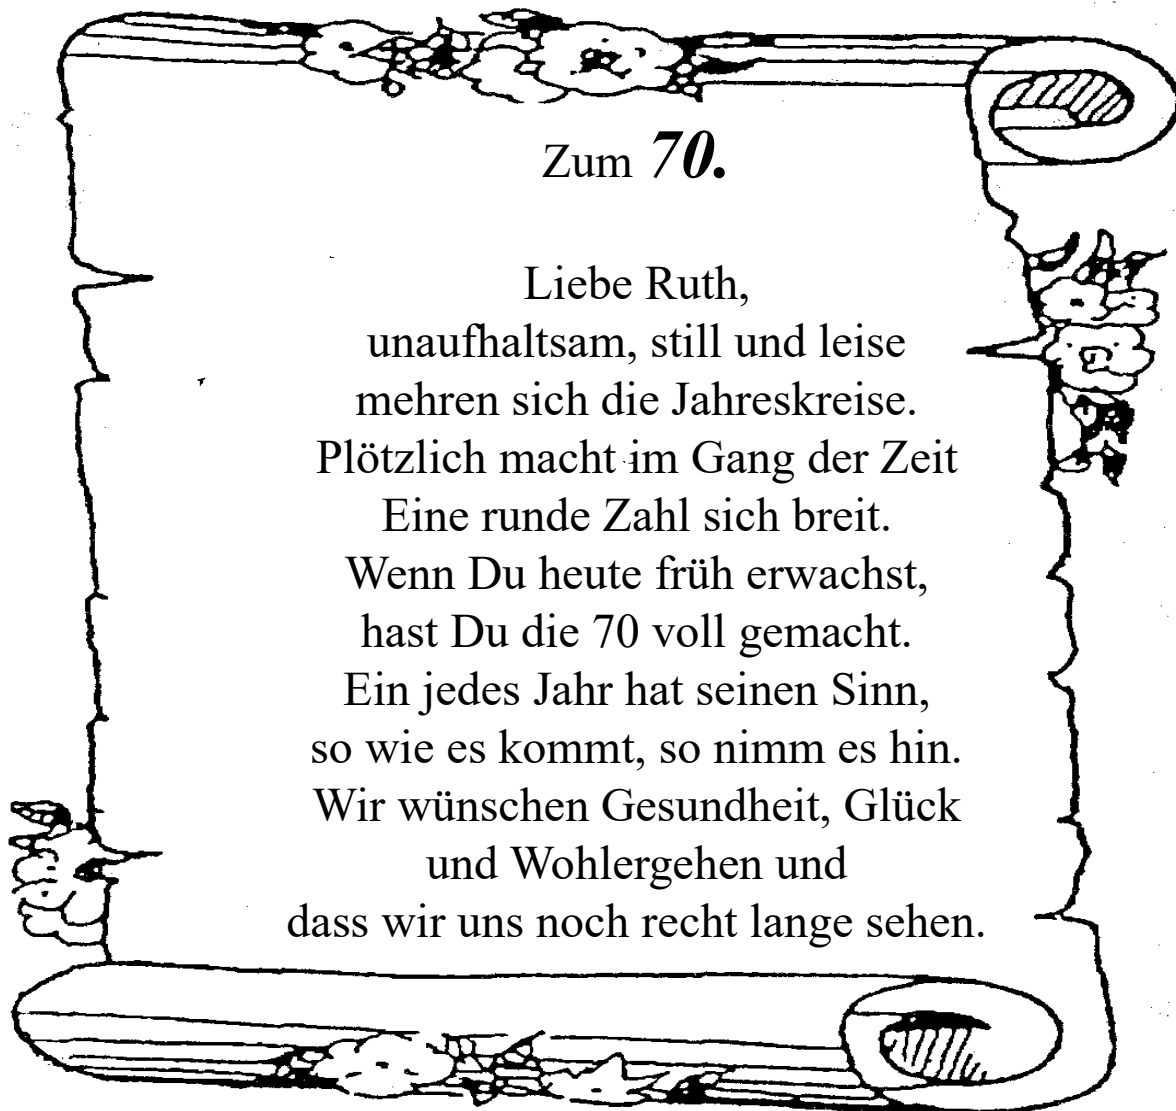 Zum 70.
Liebe Ruth,
unaufhaltsam, still und leise
mehren sich die Jahreskreise.
Plötzlich macht im Gang der Zeit
Eine runde Zahl sich breit.
Wenn Du heute früh erwachst,
hast Du die 70 voll gemacht.
Ein jedes Jahr hat seinen Sinn,
so wie es kommt, so nimm es hin.
Wir wünschen Gesundheit, Glück
und Wohlergehen und
dass wir uns noch recht lange sehen.